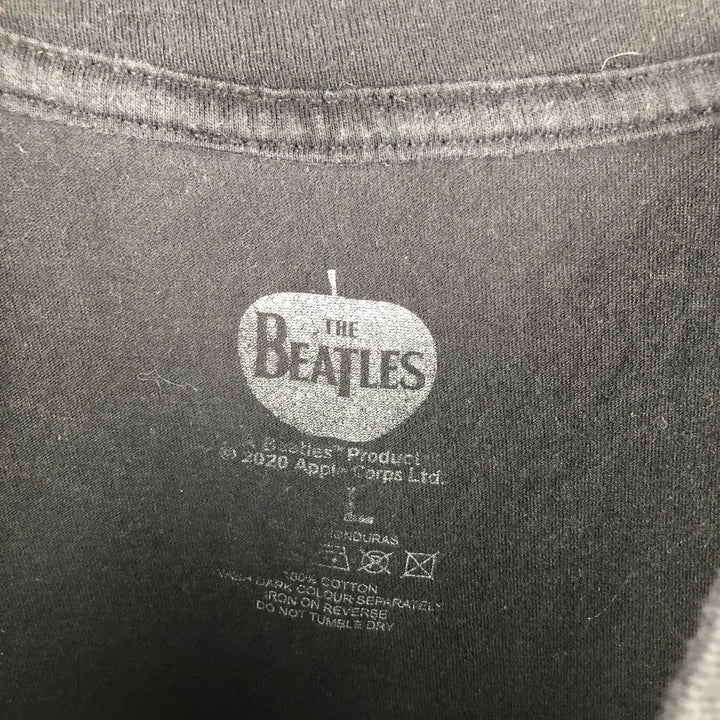 THE
BEATLES
A Beatles™ Product
© 2020 Apple Corps Ltd.
L
HONDURAS
100% COTTON
DARK COLOUR SEPARATELY
IRON ON REVERSE
DO NOT TUMBLE DRY